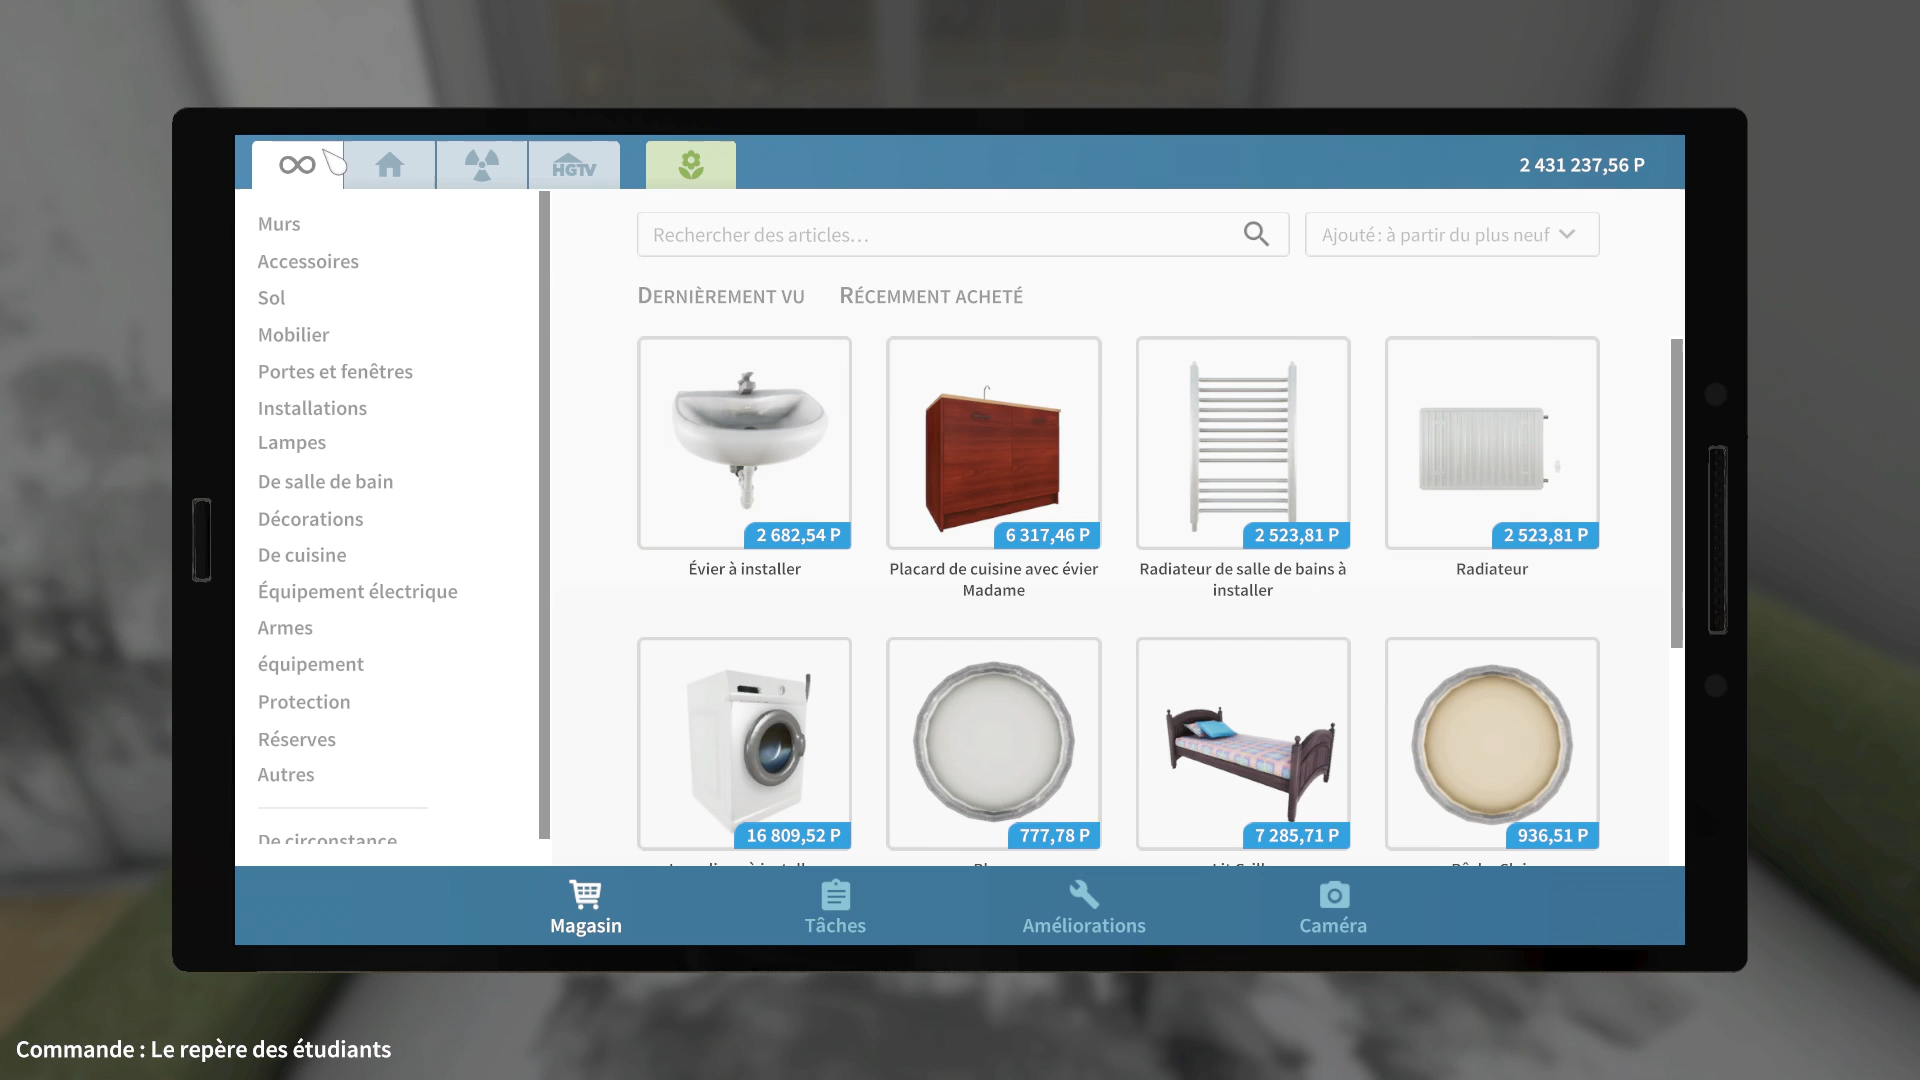 HGTV
2 431 237,56 P
Murs
Accessoires
Sol
Mobilier
Portes et fenêtres
Installations
Lampes
De salle de bain
Décorations
De cuisine
Équipement électrique
Armes
équipement
Protection
Réserves
Autres
De circonstance
Rechercher des articles...
Ajouté : à partir du plus neuf
DERNIÈREMENT VU
RÉCEMMENT ACHETÉ
2 682,54 P
6 317,46 P
2 523,81 P
2 523,81 P
Évier à installer
Placard de cuisine avec évier
Madame
Radiateur de salle de bains à
installer
Radiateur
16 809,52 P
777,78 P
7 285,71 P
936,51 P
Magasin
Tâches
Améliorations
Caméra
Commande : Le repère des étudiants